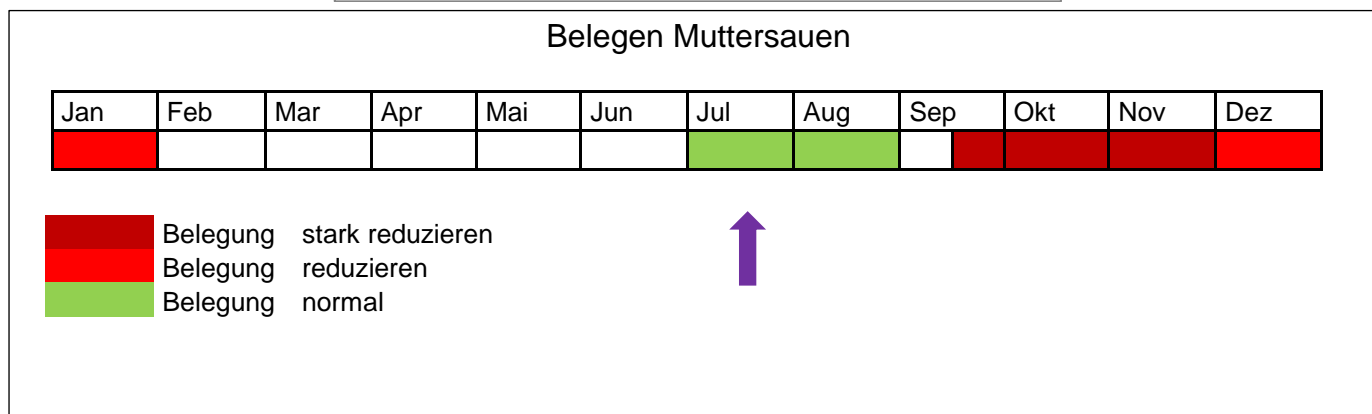 Belegen Muttersauen
Jan Feb Mar Apr Mai Jun Jul Aug Sep Okt Nov Dez
Belegung stark reduzieren
Belegung reduzieren
Belegung normal